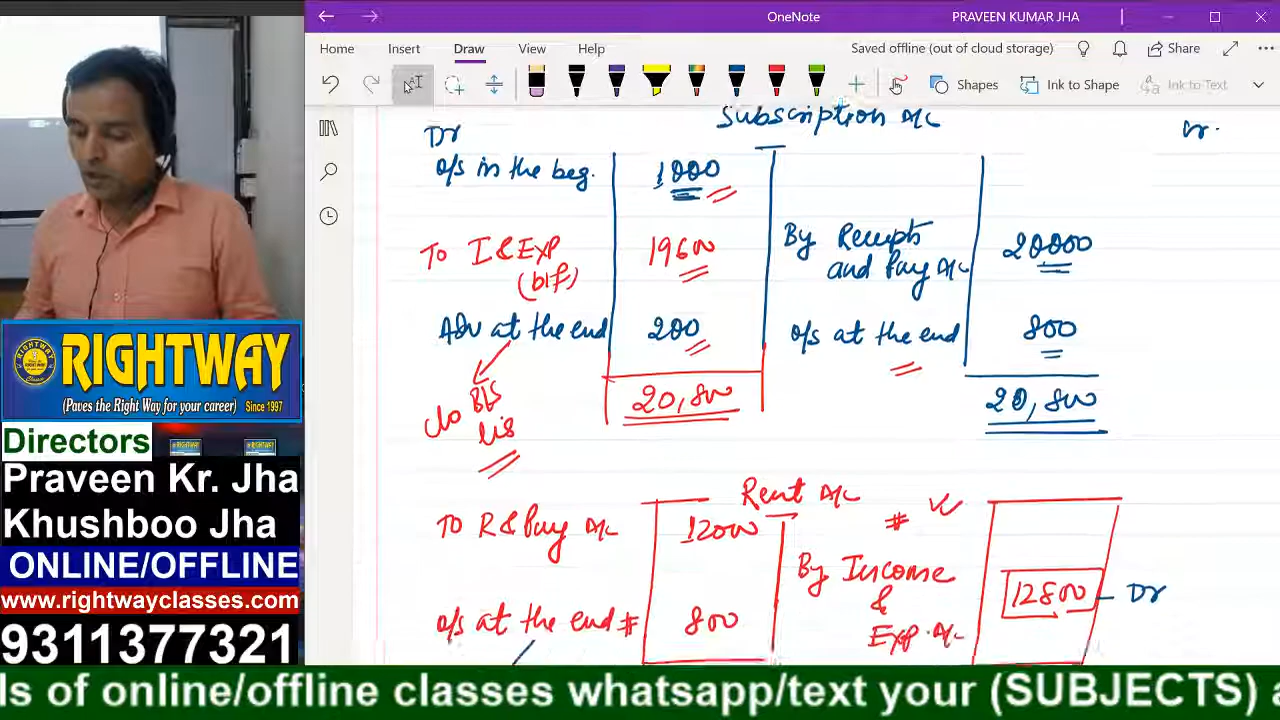 OneNote
PRAVEEN KUMAR JHA
Home Insert Draw View Help
Saved offline (out of cloud storage)
Share
Shapes
Ink to Shape
Ink to Text
Subscription A/C
Dr
o/s in the beg. 1000
To I & EXP 19600 By Receipts 20000
(b/f) and Pay A/C
Adv at the end 200 o/s at the end 800
20,800 20,800
B/S
Lis
Rent A/C
To R & Pay A/C 12000 #
By Income
&
Exp. A/C
12800 - Dr
o/s at the end # 800
RIGHTWAY
(Paves the Right Way for your career) Since 1997
Directors
Praveen Kr. Jha
Khushboo Jha
ONLINE/OFFLINE
www.rightwayclasses.com
9311377321
ls of online/offline classes whatsapp/text your (SUBJECTS) a